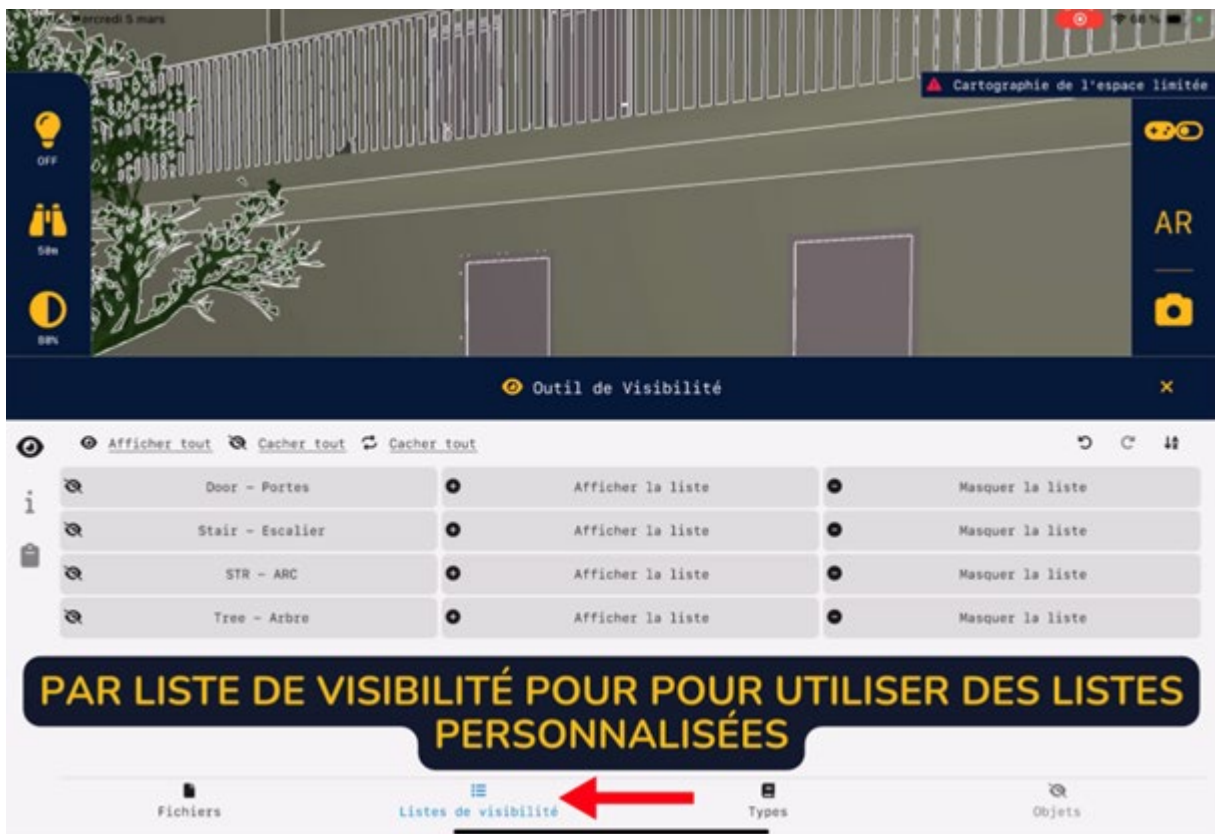 Mercredi 5 mars
68 %
Cartographie de l'espace limitée
OFF
50m
AR
80%
Outil de Visibilité
Afficher tout Cacher tout Cacher tout
Door - Portes Afficher la liste Masquer la liste
Stair - Escalier Afficher la liste Masquer la liste
STR - ARC Afficher la liste Masquer la liste
Tree - Arbre Afficher la liste Masquer la liste
PAR LISTE DE VISIBILITÉ POUR POUR UTILISER DES LISTES
PERSONNALISÉES
Fichiers Listes de visibilité Types Objets